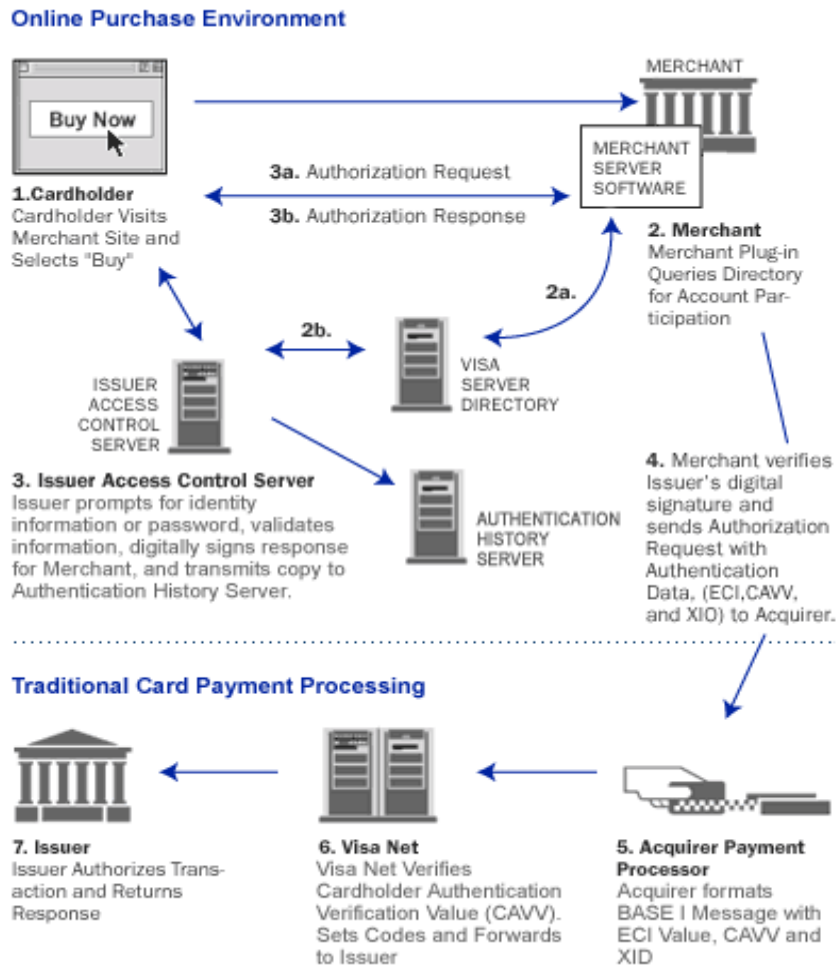 Online Purchase Environment
Buy Now
MERCHANT
MERCHANT
SERVER
SOFTWARE
3a. Authorization Request
3b. Authorization Response
1.Cardholder
Cardholder Visits
Merchant Site and
Selects "Buy"
2. Merchant
Merchant Plug-in
Queries Directory
for Account Par-
ticipation
2a.
2b.
VISA
SERVER
DIRECTORY
ISSUER
ACCESS
CONTROL
SERVER
3. Issuer Access Control Server
Issuer prompts for identity
information or password, validates
information, digitally signs response
for Merchant, and transmits copy to
Authentication History Server.
AUTHENTICATION
HISTORY
SERVER
4. Merchant verifies
Issuer's digital
signature and
sends Authorization
Request with
Authentication
Data, (ECI,CAVV,
and XIO) to Acquirer.
Traditional Card Payment Processing
7. Issuer
Issuer Authorizes Trans-
action and Returns
Response
6. Visa Net
Visa Net Verifies
Cardholder Authentication
Verification Value (CAVV).
Sets Codes and Forwards
to Issuer
5. Acquirer Payment
Processor
Acquirer formats
BASE I Message with
ECI Value, CAVV and
XID